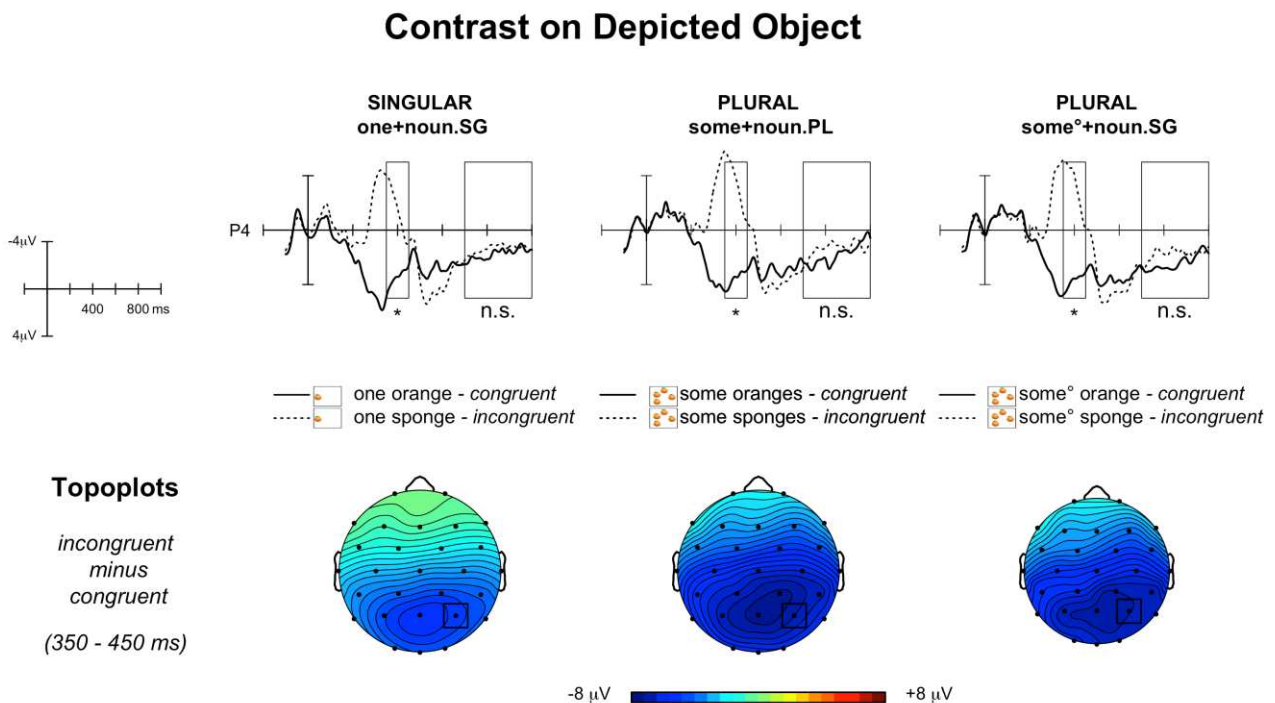 Contrast on Depicted Object
SINGULAR
one+noun.SG
PLURAL
some+noun.PL
PLURAL
some°+noun.SG
P4
-4μV
400 800 ms
4μV
*
n.s.
*
n.s.
*
n.s.
one orange - congruent
one sponge - incongruent
some oranges - congruent
some sponges - incongruent
some° orange - congruent
some° sponge - incongruent
Topoplots
incongruent
minus
congruent
(350 - 450 ms)
-8 μV +8 μV